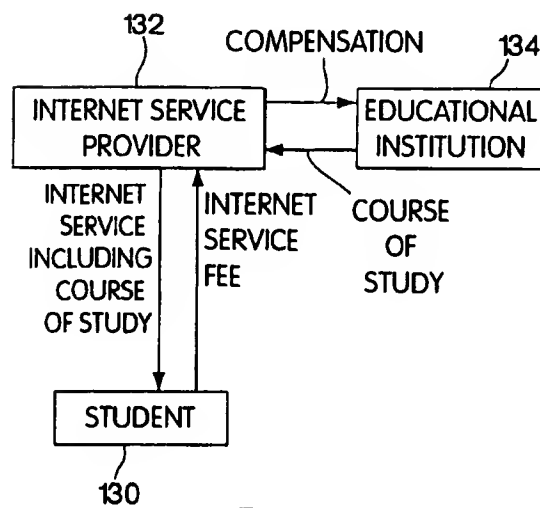 132
COMPENSATION
134
INTERNET SERVICE
PROVIDER
EDUCATIONAL
INSTITUTION
INTERNET
SERVICE
INCLUDING
COURSE
OF STUDY
INTERNET
SERVICE
FEE
COURSE
OF
STUDY
STUDENT
130